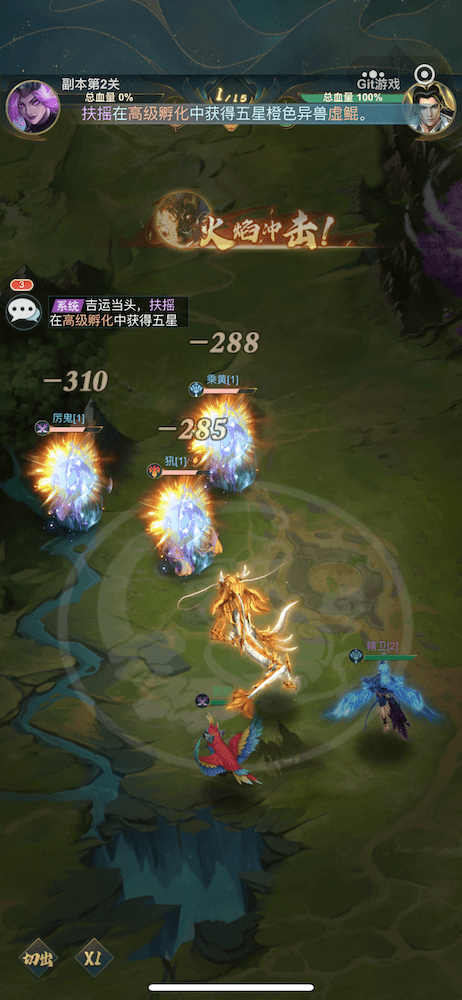 副本第2关
Git游戏
总血量 0%
1/15
总血量 100%
扶摇在高级孵化中获得五星橙色异兽虚鲲。
火焰冲击!
3
系统 吉运当头，扶摇
在高级孵化中获得五星
-288
-310
乘黄[1]
厉鬼[1]
-285
犼[1]
精卫[2]
切出
X1